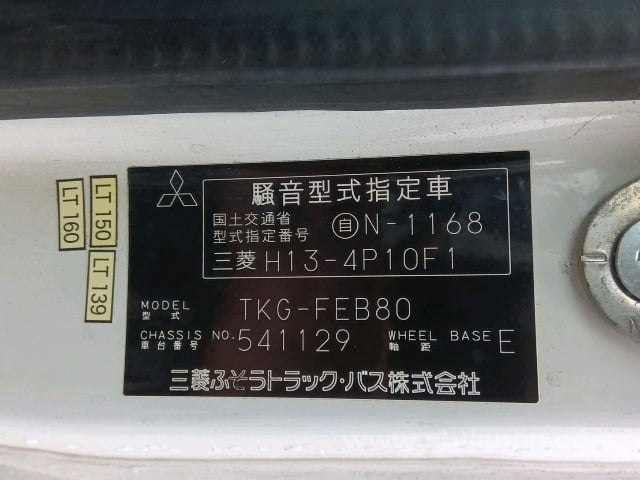 騒音型式指定車
国土交通省
型式指定番号 自N-1168
三菱 H13-4P10F1
MODEL
型式 TKG-FEB80
CHASSIS NO.
車台番号 541129 WHEEL BASE
軸距 E
三菱ふそうトラック・バス株式会社
LT 160
LT 150
LT 139